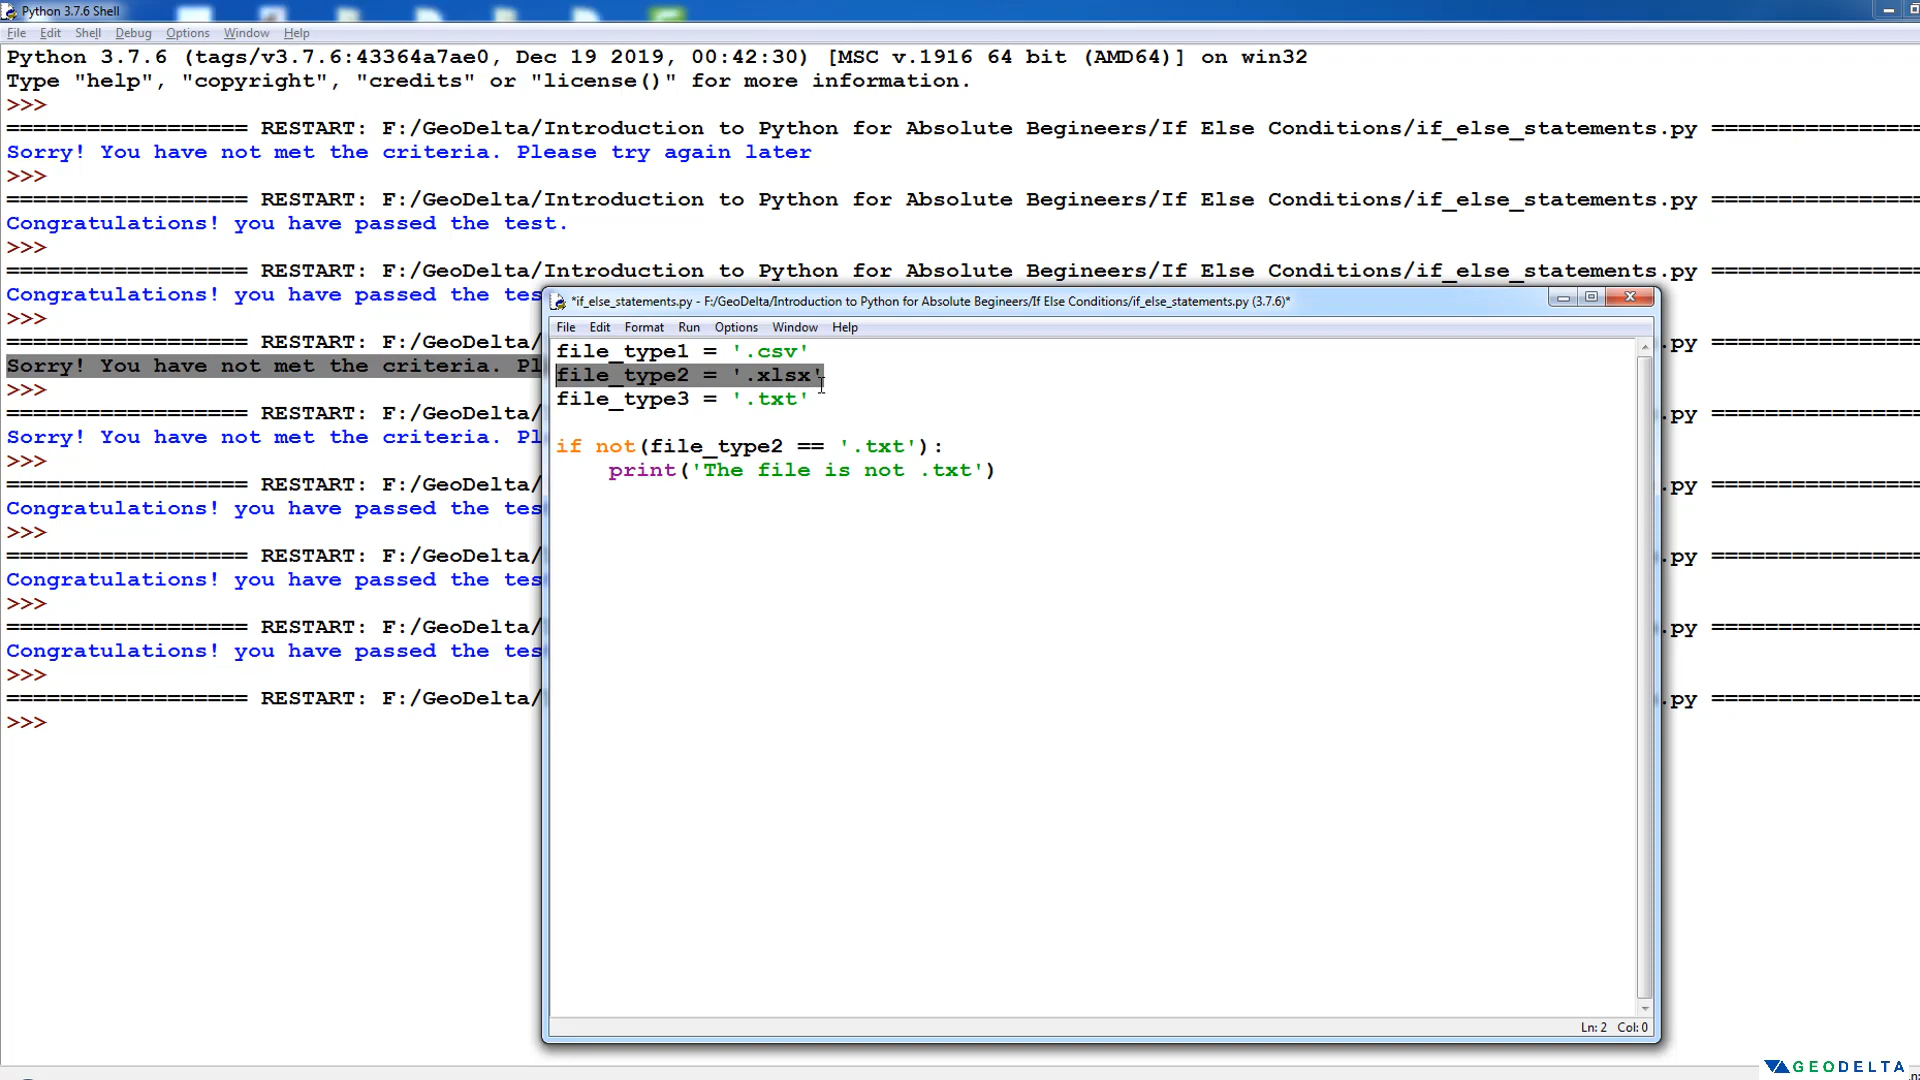 Python 3.7.6 Shell
File Edit Shell Debug Options Window Help
Python 3.7.6 (tags/v3.7.6:43364a7ae0, Dec 19 2019, 00:42:30) [MSC v.1916 64 bit (AMD64)] on win32
Type "help", "copyright", "credits" or "license()" for more information.
>>>
================== RESTART: F:/GeoDelta/Introduction to Python for Absolute Begineers/If Else Conditions/if_else_statements.py ================
Sorry! You have not met the criteria. Please try again later
>>>
================== RESTART: F:/GeoDelta/Introduction to Python for Absolute Begineers/If Else Conditions/if_else_statements.py ================
Congratulations! you have passed the test.
>>>
================== RESTART: F:/GeoDelta/Introduction to Python for Absolute Begineers/If Else Conditions/if_else_statements.py ================
Congratulations! you have passed the tes
>>>
================== RESTART: F:/GeoDelta/ .py ================
Sorry! You have not met the criteria. Pl
>>>
================== RESTART: F:/GeoDelta/ .py ================
Sorry! You have not met the criteria. Pl
>>>
================== RESTART: F:/GeoDelta/ .py ================
Congratulations! you have passed the tes
>>>
================== RESTART: F:/GeoDelta/ .py ================
Congratulations! you have passed the tes
>>>
================== RESTART: F:/GeoDelta/ .py ================
Congratulations! you have passed the tes
>>>
================== RESTART: F:/GeoDelta/ .py ================
>>>
*if_else_statements.py - F:/GeoDelta/Introduction to Python for Absolute Begineers/If Else Conditions/if_else_statements.py (3.7.6)*
File Edit Format Run Options Window Help
file_type1 = '.csv'
file_type2 = '.xlsx'
file_type3 = '.txt'
if not(file_type2 == '.txt'):
    print('The file is not .txt')
Ln: 2 Col: 0
GEODELTA